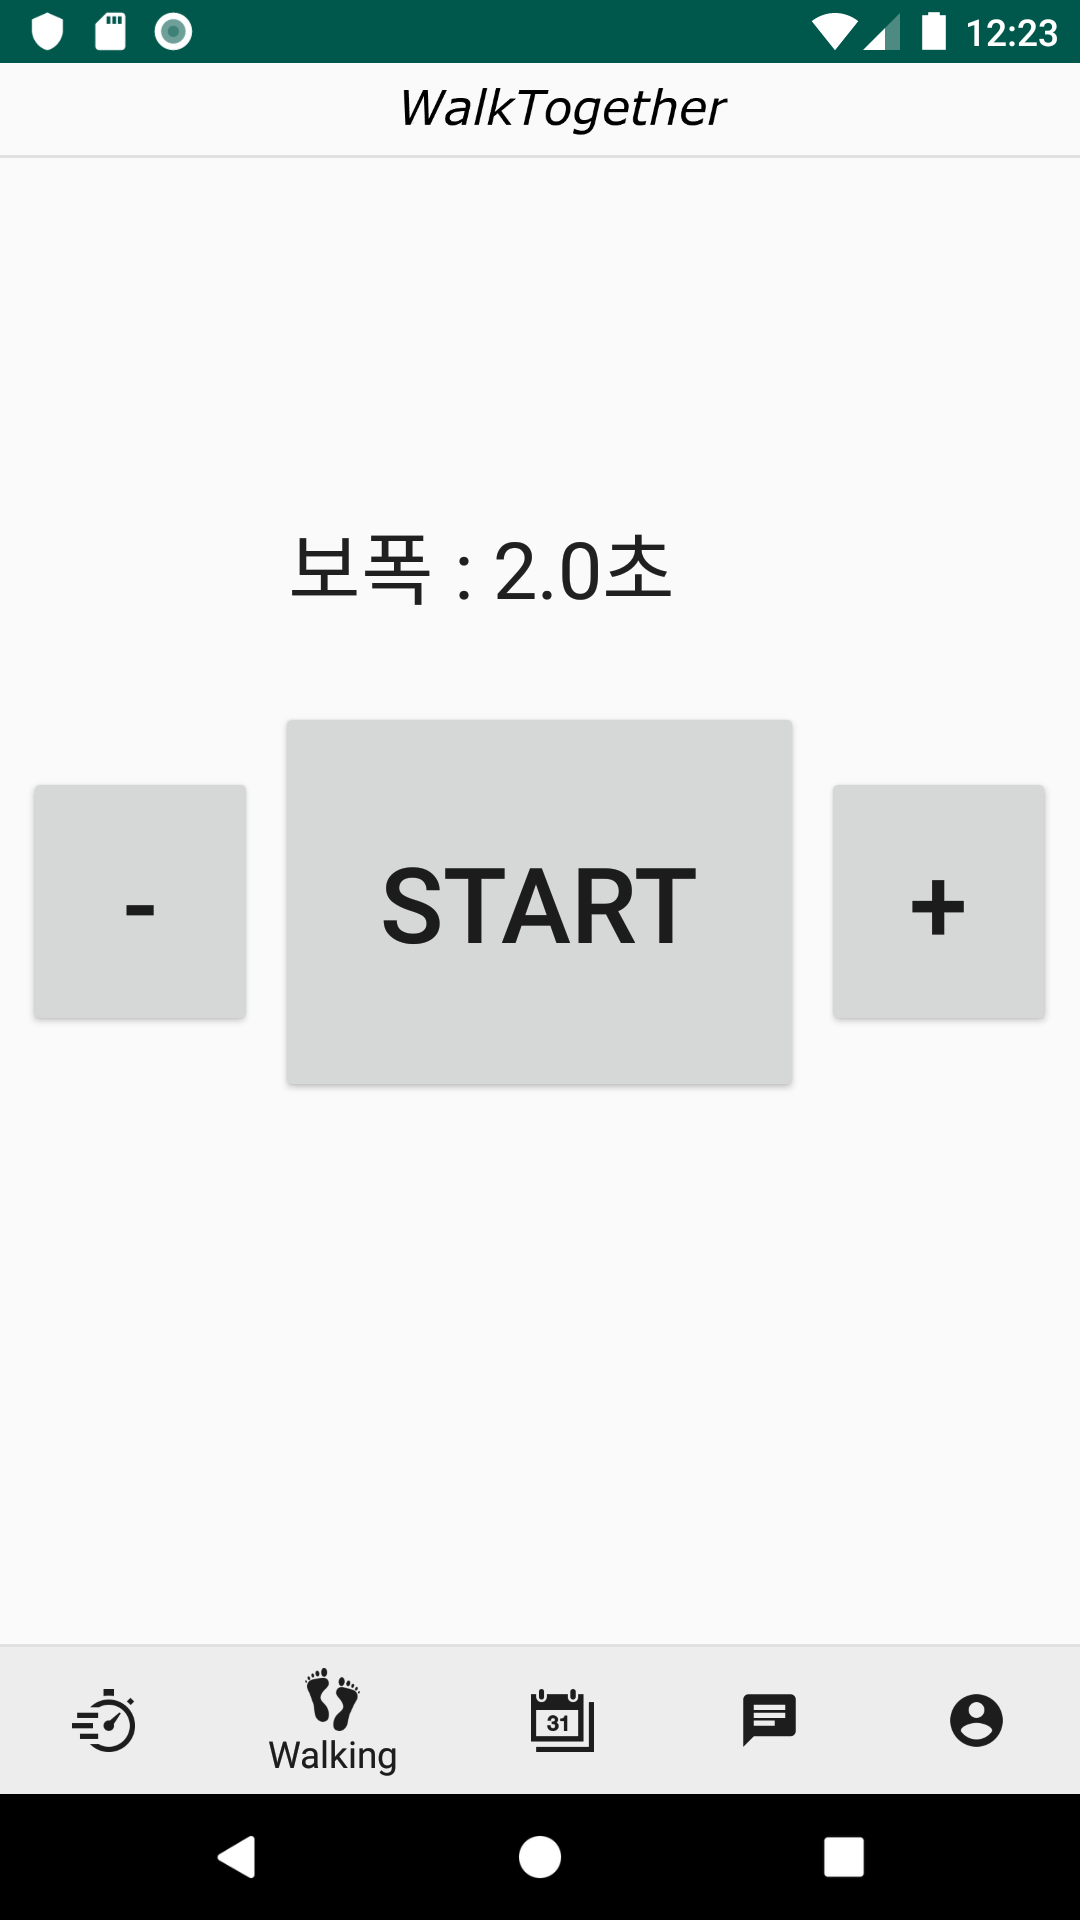 12:23
WalkTogether
보폭 : 2.0초
-
START
+
31
Walking